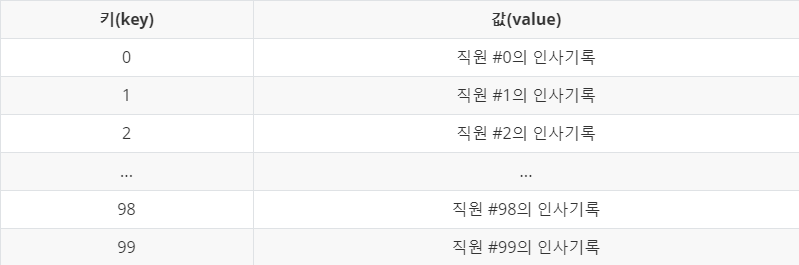 키(key) 값(value)
0 직원 #0의 인사기록
1 직원 #1의 인사기록
2 직원 #2의 인사기록
... ...
98 직원 #98의 인사기록
99 직원 #99의 인사기록